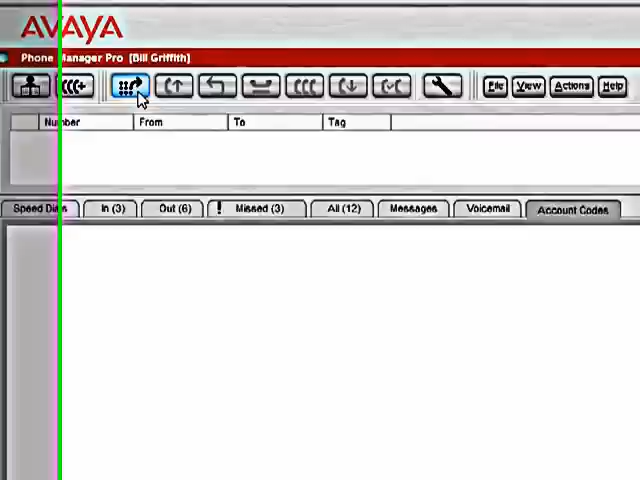 AVAYA
Phone Manager Pro [Bill Griffith]
File View Actions Help
Number From To Tag
Speed Dials In (3) Out (6) ! Missed (3) All (12) Messages Voicemail Account Codes